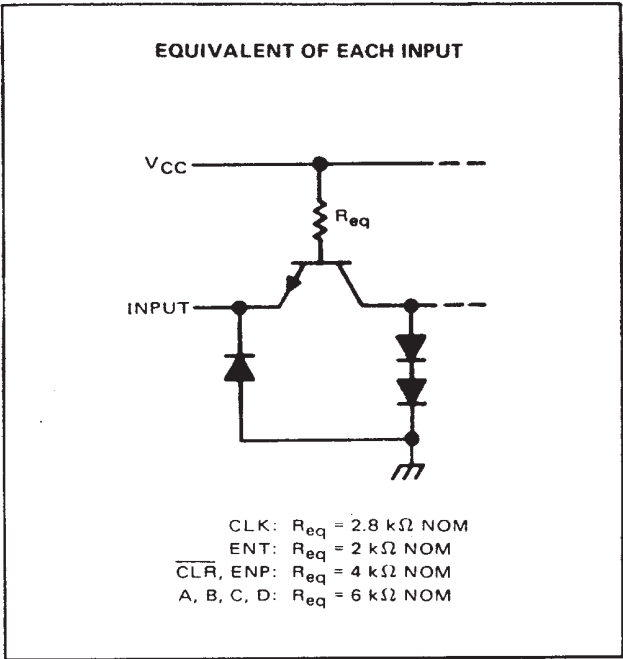 EQUIVALENT OF EACH INPUT
VCC
Req
INPUT
CLK: Req = 2.8 kΩ NOM
ENT: Req = 2 kΩ NOM
C̅L̅R̅, ENP: Req = 4 kΩ NOM
A, B, C, D: Req = 6 kΩ NOM